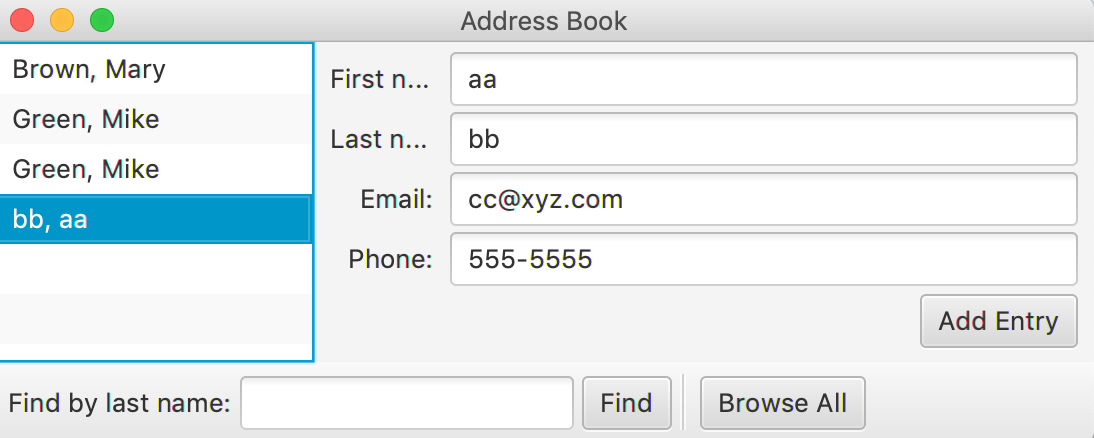 Address Book
Brown, Mary
Green, Mike
Green, Mike
bb, aa
First n... aa
Last n... bb
Email: cc@xyz.com
Phone: 555-5555
Add Entry
Find by last name: Find Browse All